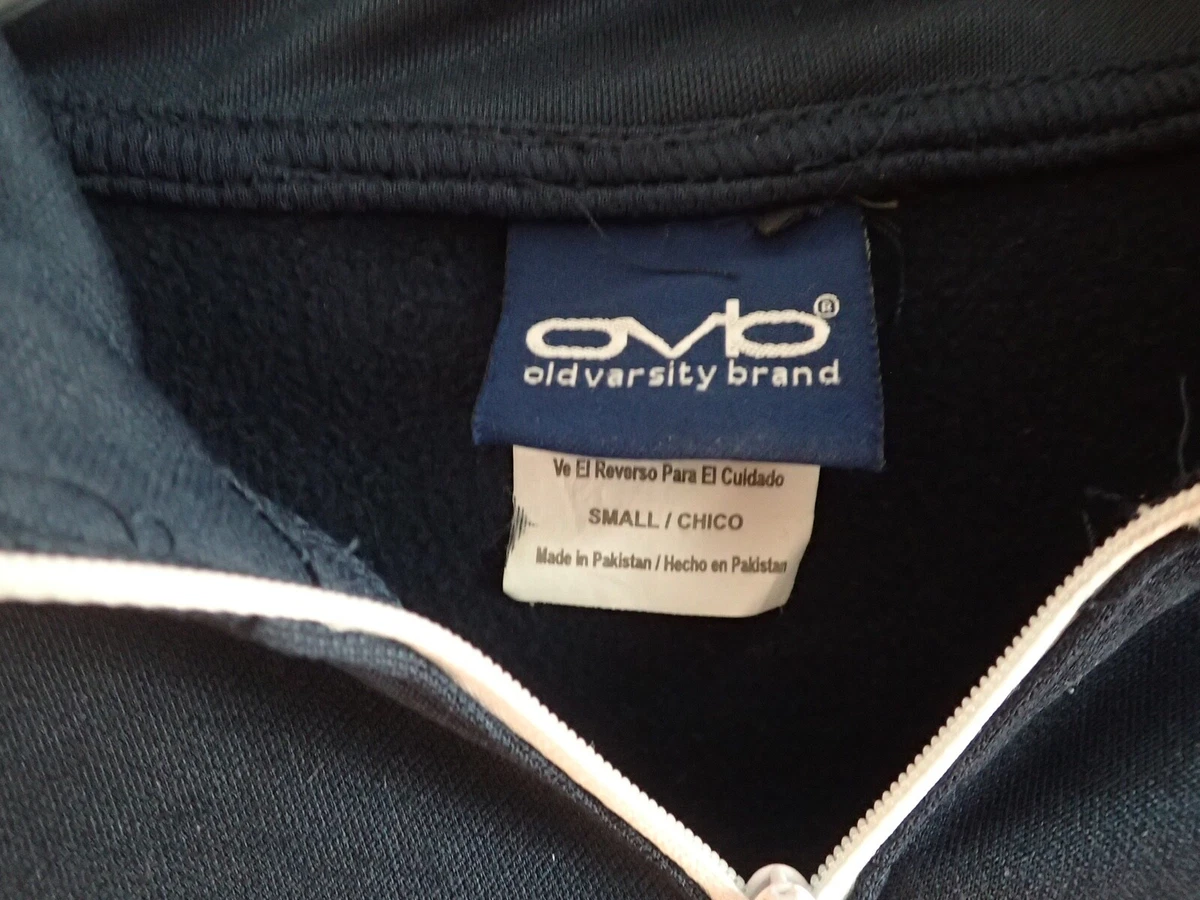 ovb®
old varsity brand
Ve El Reverso Para El Cuidado
SMALL / CHICO
Made in Pakistan / Hecho en Pakistan